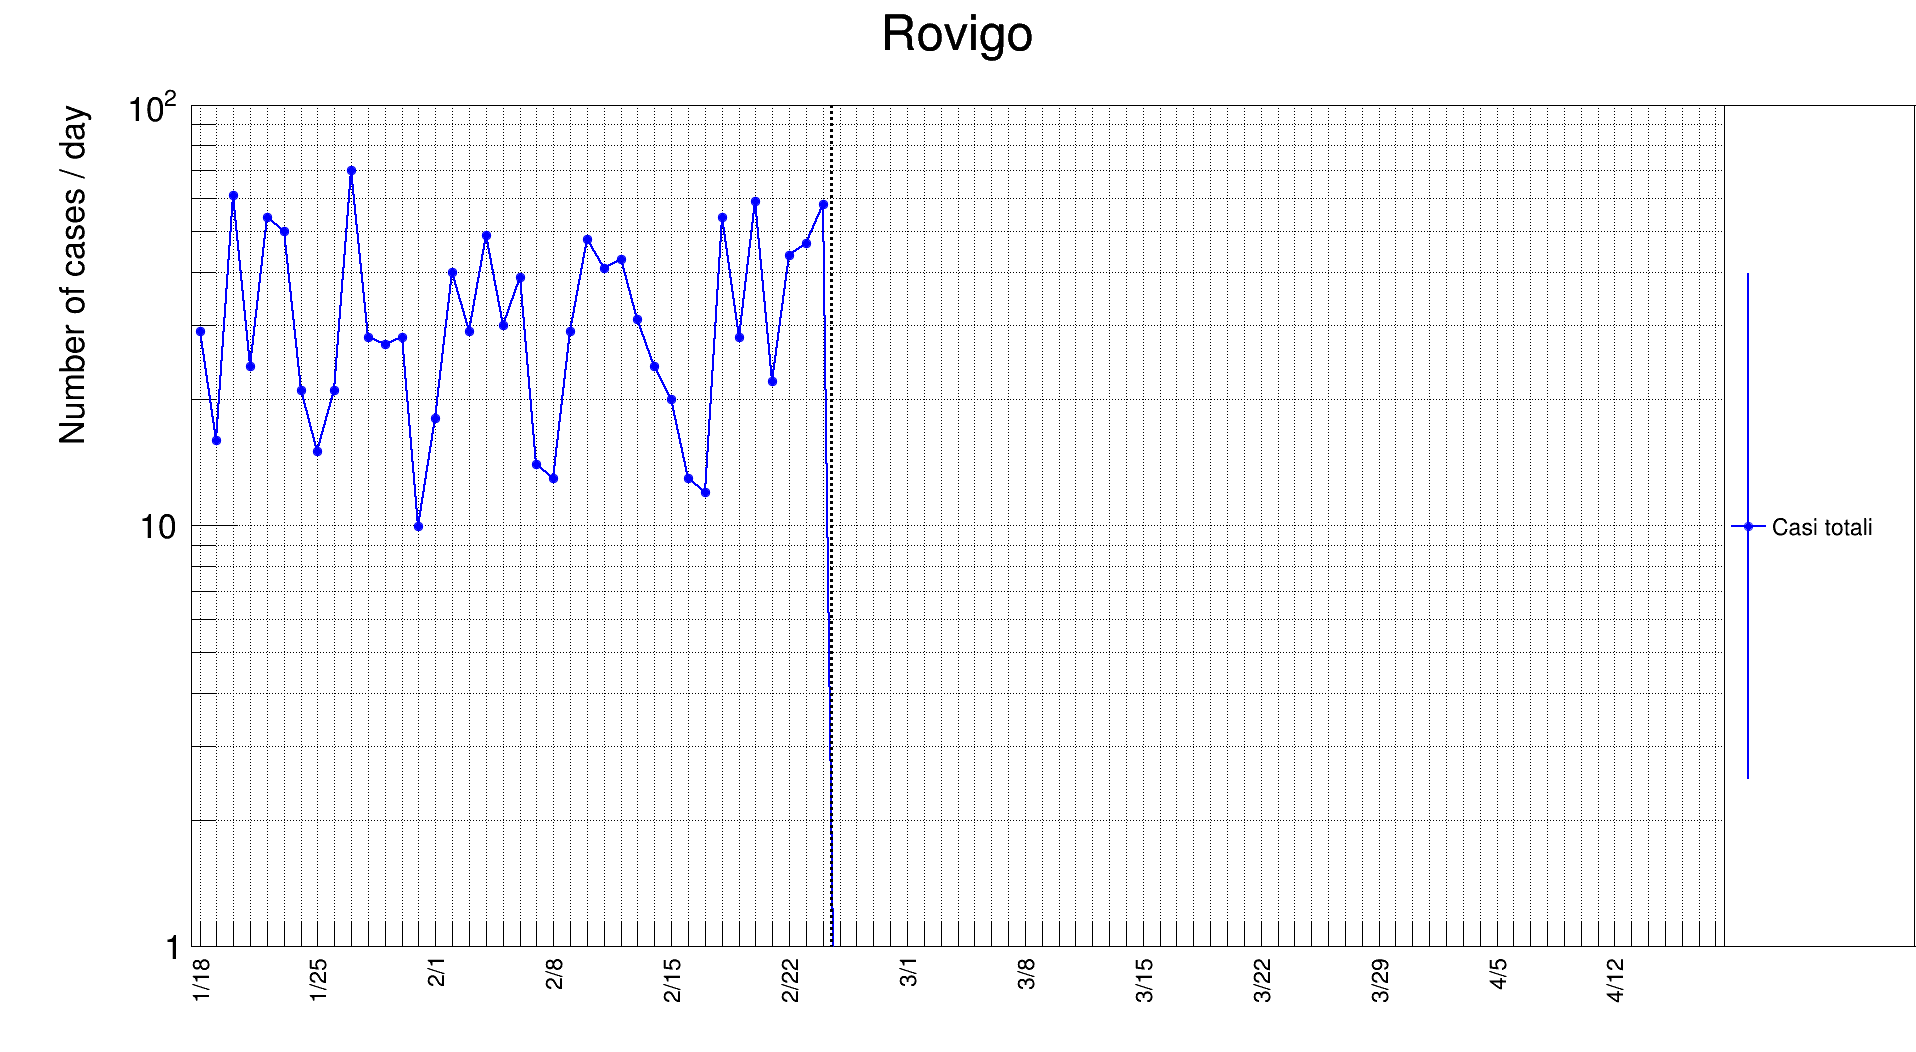 Rovigo
Number of cases / day
10²
10
1
1/18 1/25 2/1 2/8 2/15 2/22 3/1 3/8 3/15 3/22 3/29 4/5 4/12
Casi totali